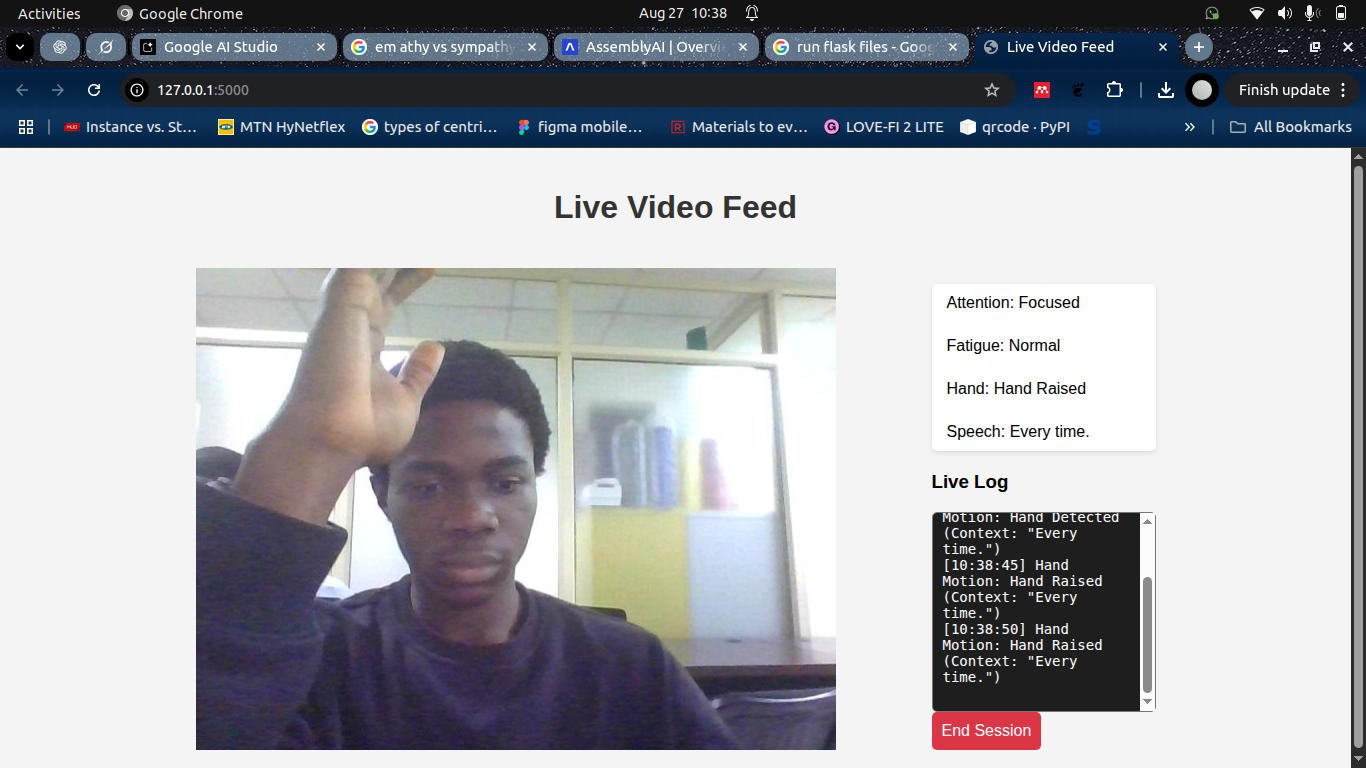 Activities
Google Chrome
Aug 27 10:38
Google AI Studio
em athy vs sympathy
AssemblyAI | Overvi
run flask files - Goo
Live Video Feed
127.0.0.1:5000
Finish update
Instance vs. St…
MTN HyNetflex
types of centri…
figma mobile…
Materials to ev…
LOVE-FI 2 LITE
qrcode · PyPI
All Bookmarks
Live Video Feed
Attention: Focused
Fatigue: Normal
Hand: Hand Raised
Speech: Every time.
Live Log
Motion: Hand Detected
(Context: "Every
time.")
[10:38:45] Hand
Motion: Hand Raised
(Context: "Every
time.")
[10:38:50] Hand
Motion: Hand Raised
(Context: "Every
time.")
End Session